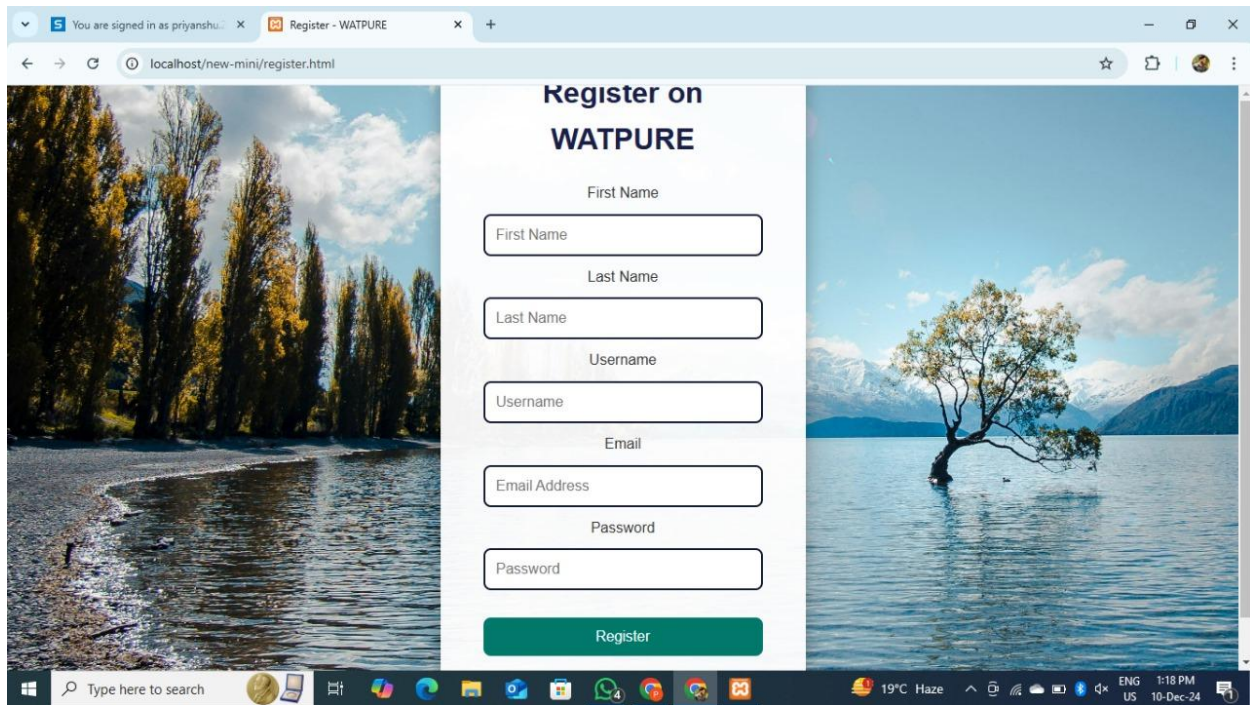 You are signed in as priyanshu.
Register - WATPURE
localhost/new-mini/register.html
Register on
WATPURE
First Name
First Name
Last Name
Last Name
Username
Username
Email
Email Address
Password
Password
Register
Type here to search
4
19°C Haze
ENG
US
1:18 PM
10-Dec-24
1